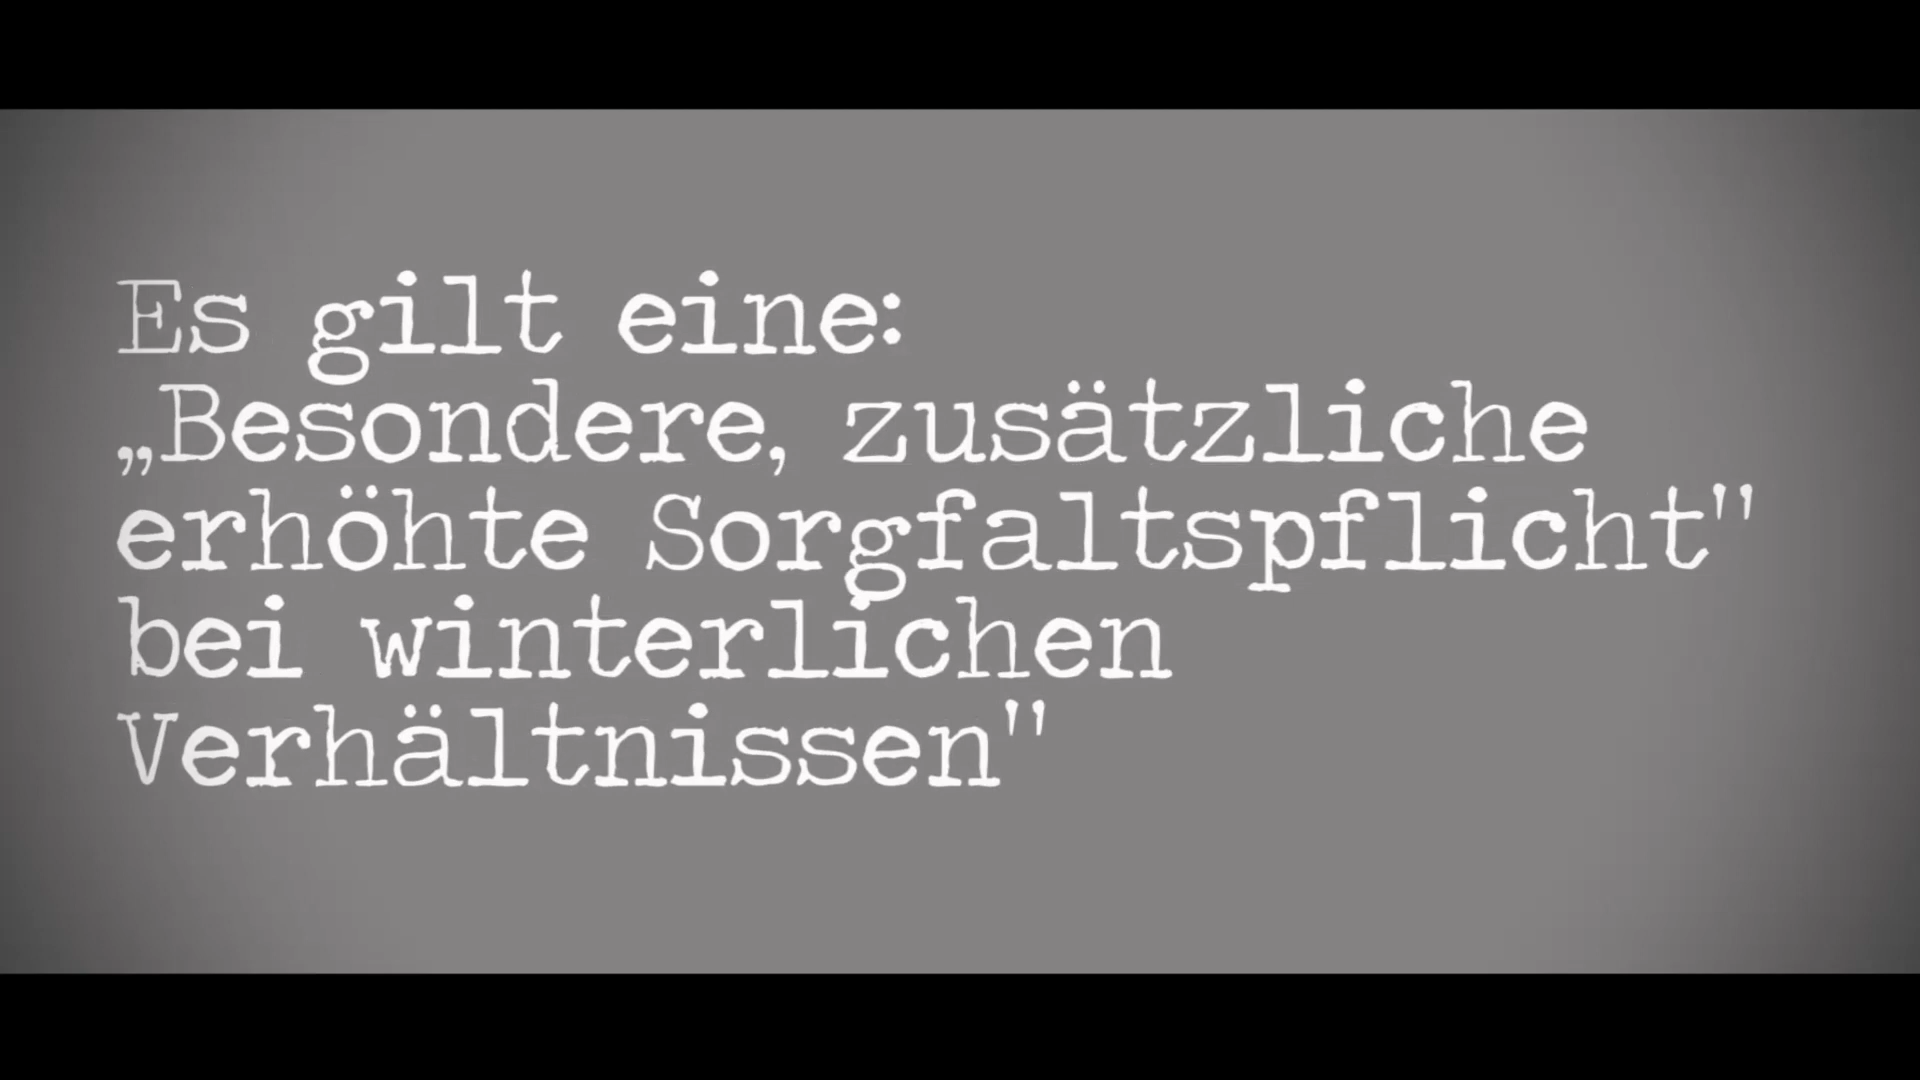 Es gilt eine:
„Besondere, zusätzliche
erhöhte Sorgfaltspflicht"
bei winterlichen
Verhältnissen"